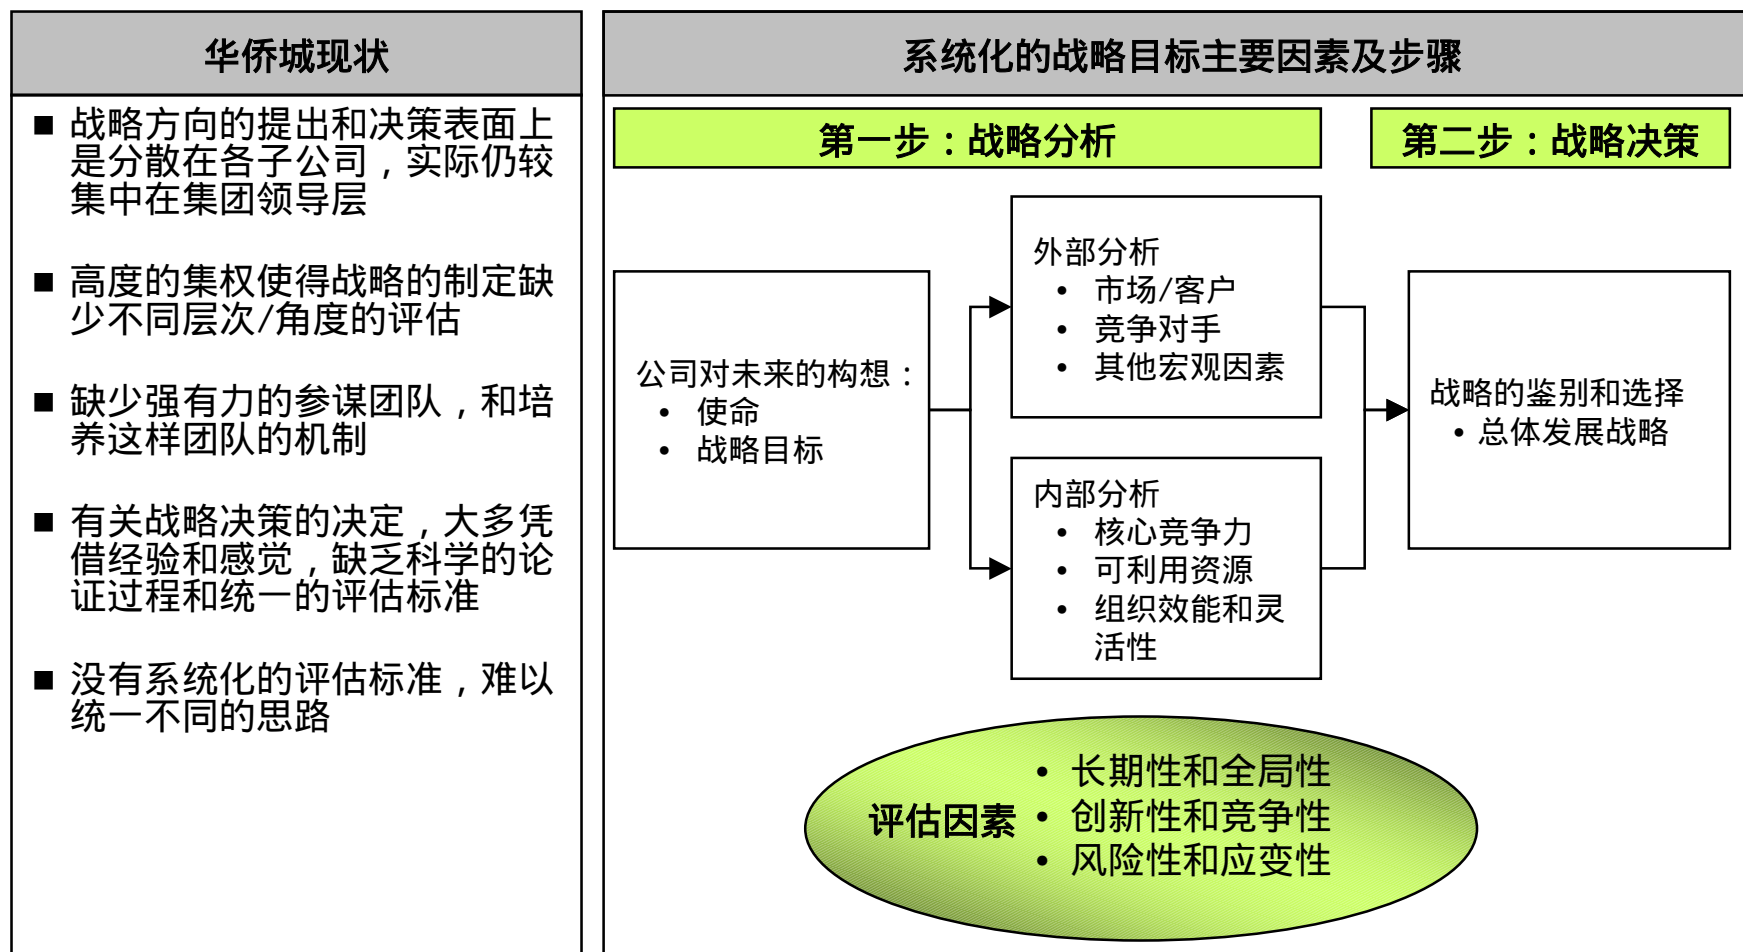 华侨城现状
■ 战略方向的提出和决策表面上
是分散在各子公司，实际仍较
集中在集团领导层
■ 高度的集权使得战略的制定缺
少不同层次/角度的评估
■ 缺少强有力的参谋团队，和培
养这样团队的机制
■ 有关战略决策的决定，大多凭
借经验和感觉，缺乏科学的论
证过程和统一的评估标准
■ 没有系统化的评估标准，难以
统一不同的思路
系统化的战略目标主要因素及步骤
第一步：战略分析
第二步：战略决策
公司对未来的构想：
• 使命
• 战略目标
外部分析
• 市场/客户
• 竞争对手
• 其他宏观因素
内部分析
• 核心竞争力
• 可利用资源
• 组织效能和灵
活性
战略的鉴别和选择
• 总体发展战略
评估因素
• 长期性和全局性
• 创新性和竞争性
• 风险性和应变性